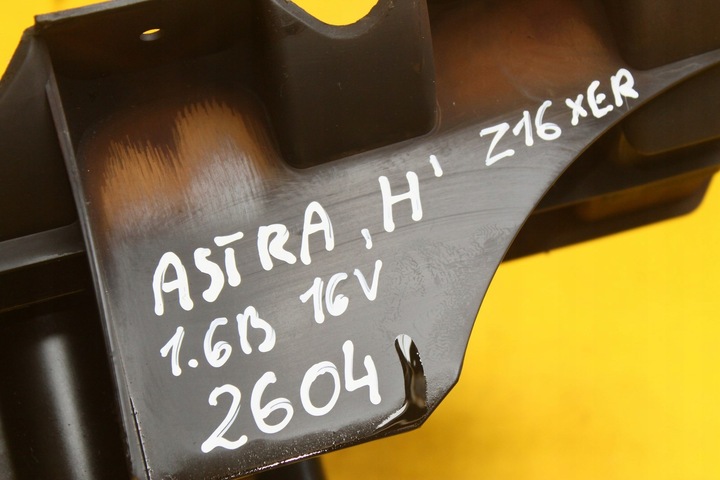 ASTRA ,H' Z16XER
1.6B 16V
2604